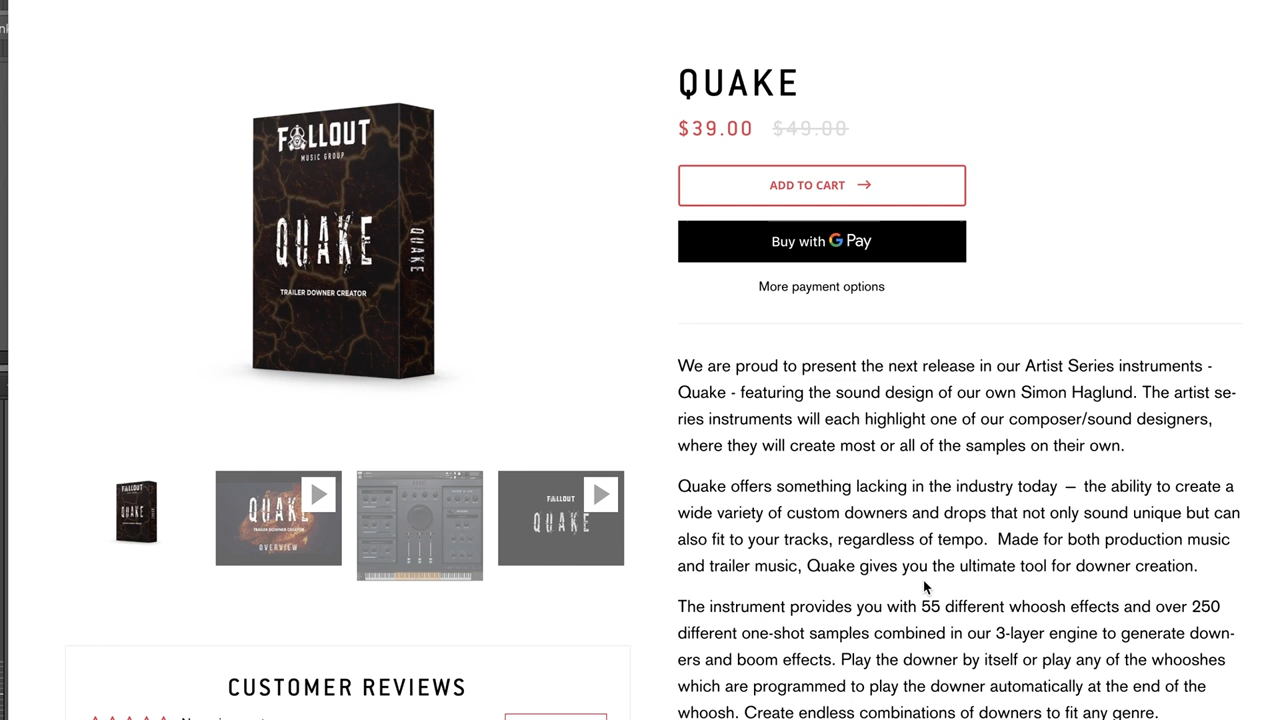 QUAKE
$39.00 $49.00
ADD TO CART
Buy with G Pay
More payment options
We are proud to present the next release in our Artist Series instruments -
Quake - featuring the sound design of our own Simon Haglund. The artist se-
ries instruments will each highlight one of our composer/sound designers,
where they will create most or all of the samples on their own.
Quake offers something lacking in the industry today — the ability to create a
wide variety of custom downers and drops that not only sound unique but can
also fit to your tracks, regardless of tempo. Made for both production music
and trailer music, Quake gives you the ultimate tool for downer creation.
The instrument provides you with 55 different whoosh effects and over 250
different one-shot samples combined in our 3-layer engine to generate down-
ers and boom effects. Play the downer by itself or play any of the whooshes
which are programmed to play the downer automatically at the end of the
whoosh. Create endless combinations of downers to fit any genre.
FALLOUT
MUSIC GROUP
QUAKE
TRAILER DOWNER CREATOR
QUAKE
FALLOUT
QUAKE
QUAKE
TRAILER DOWNER CREATOR
OVERVIEW
FALLOUT
QUAKE
CUSTOMER REVIEWS